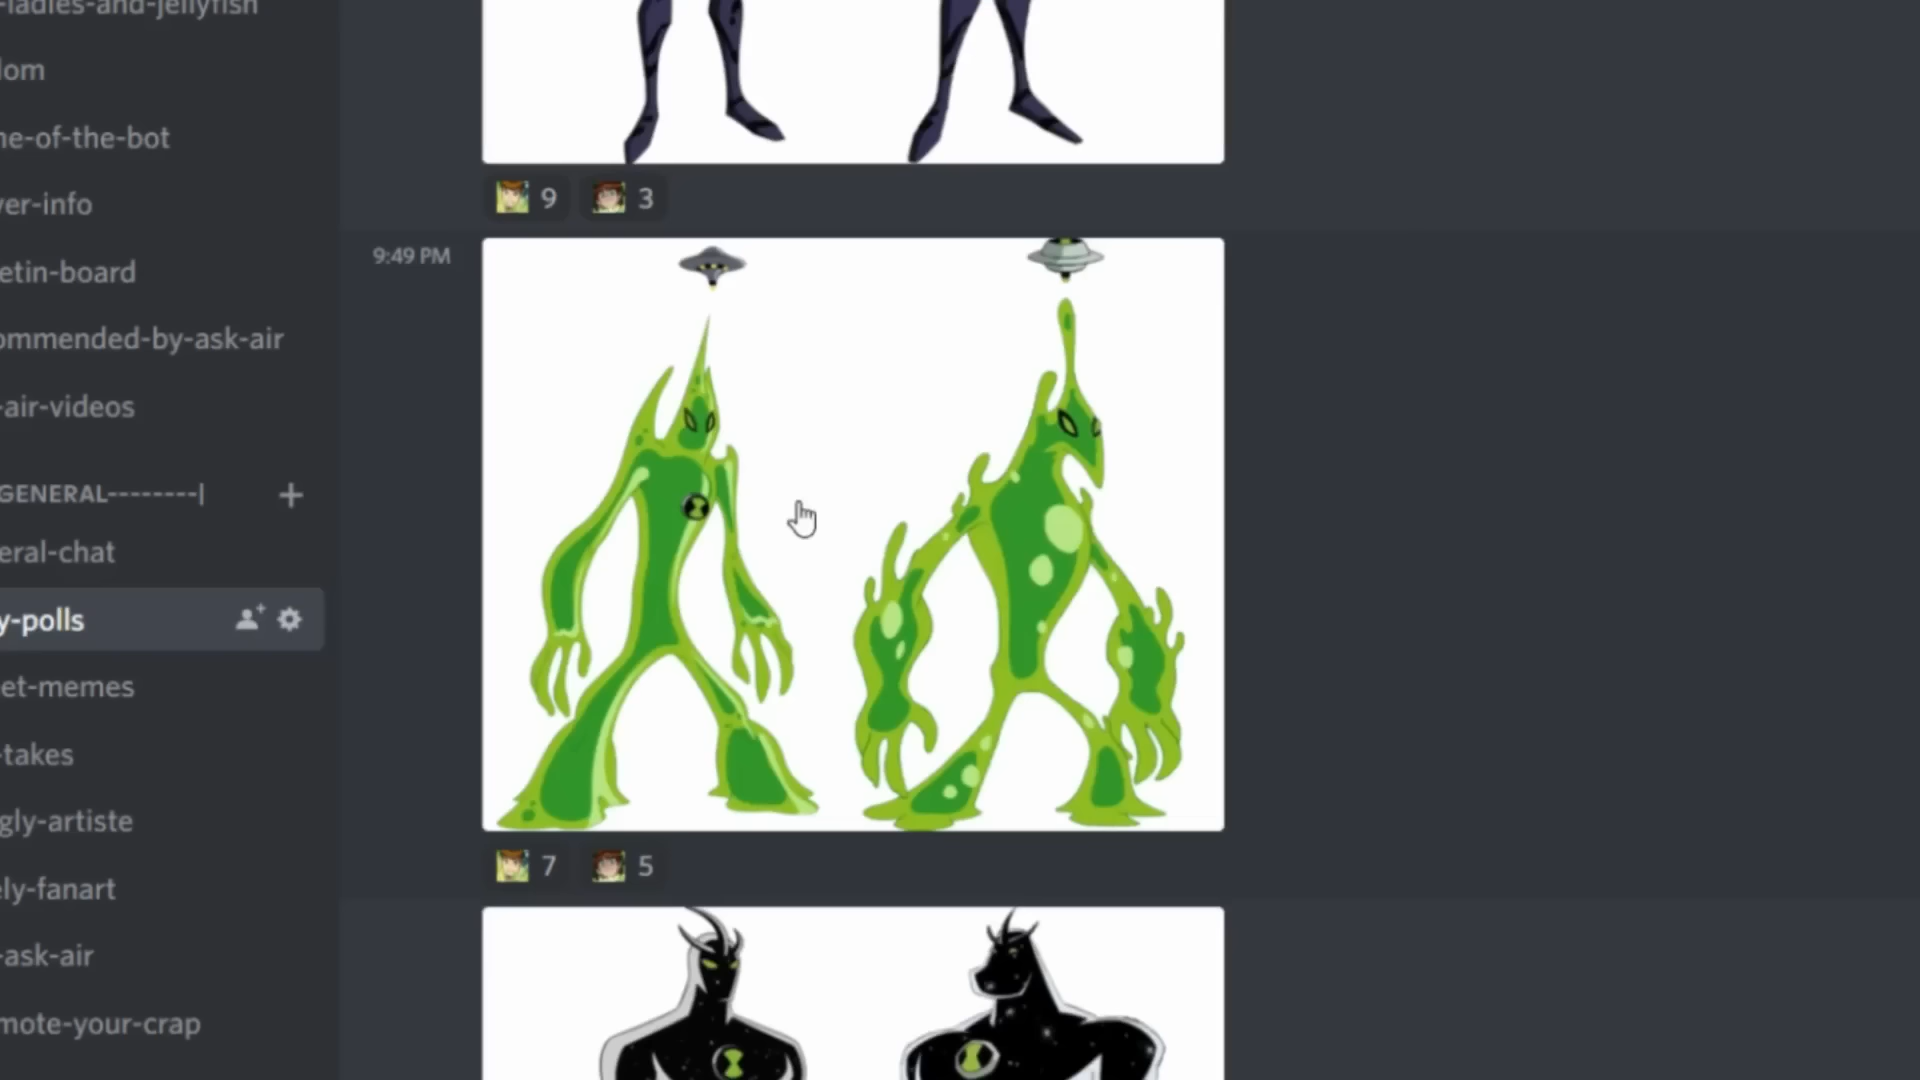 -ladies-and-jellyfish
dom
ne-of-the-bot
ver-info
etin-board
ommended-by-ask-air
-air-videos
GENERAL--------|
eral-chat
y-polls
et-memes
-takes
gly-artiste
ely-fanart
-ask-air
mote-your-crap
9 3
9:49 PM
7 5